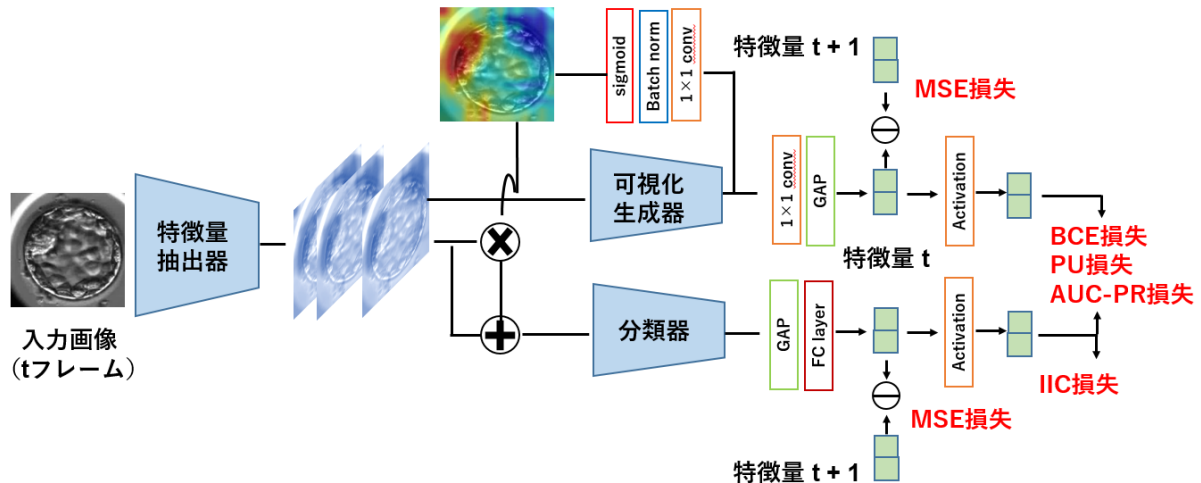 sigmoid
Batch norm
1×1 conv
特徴量 t + 1
MSE損失
特徴量
抽出器
入力画像
（tフレーム）
可視化
生成器
1×1 conv
GAP
Activation
特徴量 t
BCE損失
PU損失
AUC-PR損失
分類器
GAP
FC layer
Activation
IIC損失
MSE損失
特徴量 t + 1